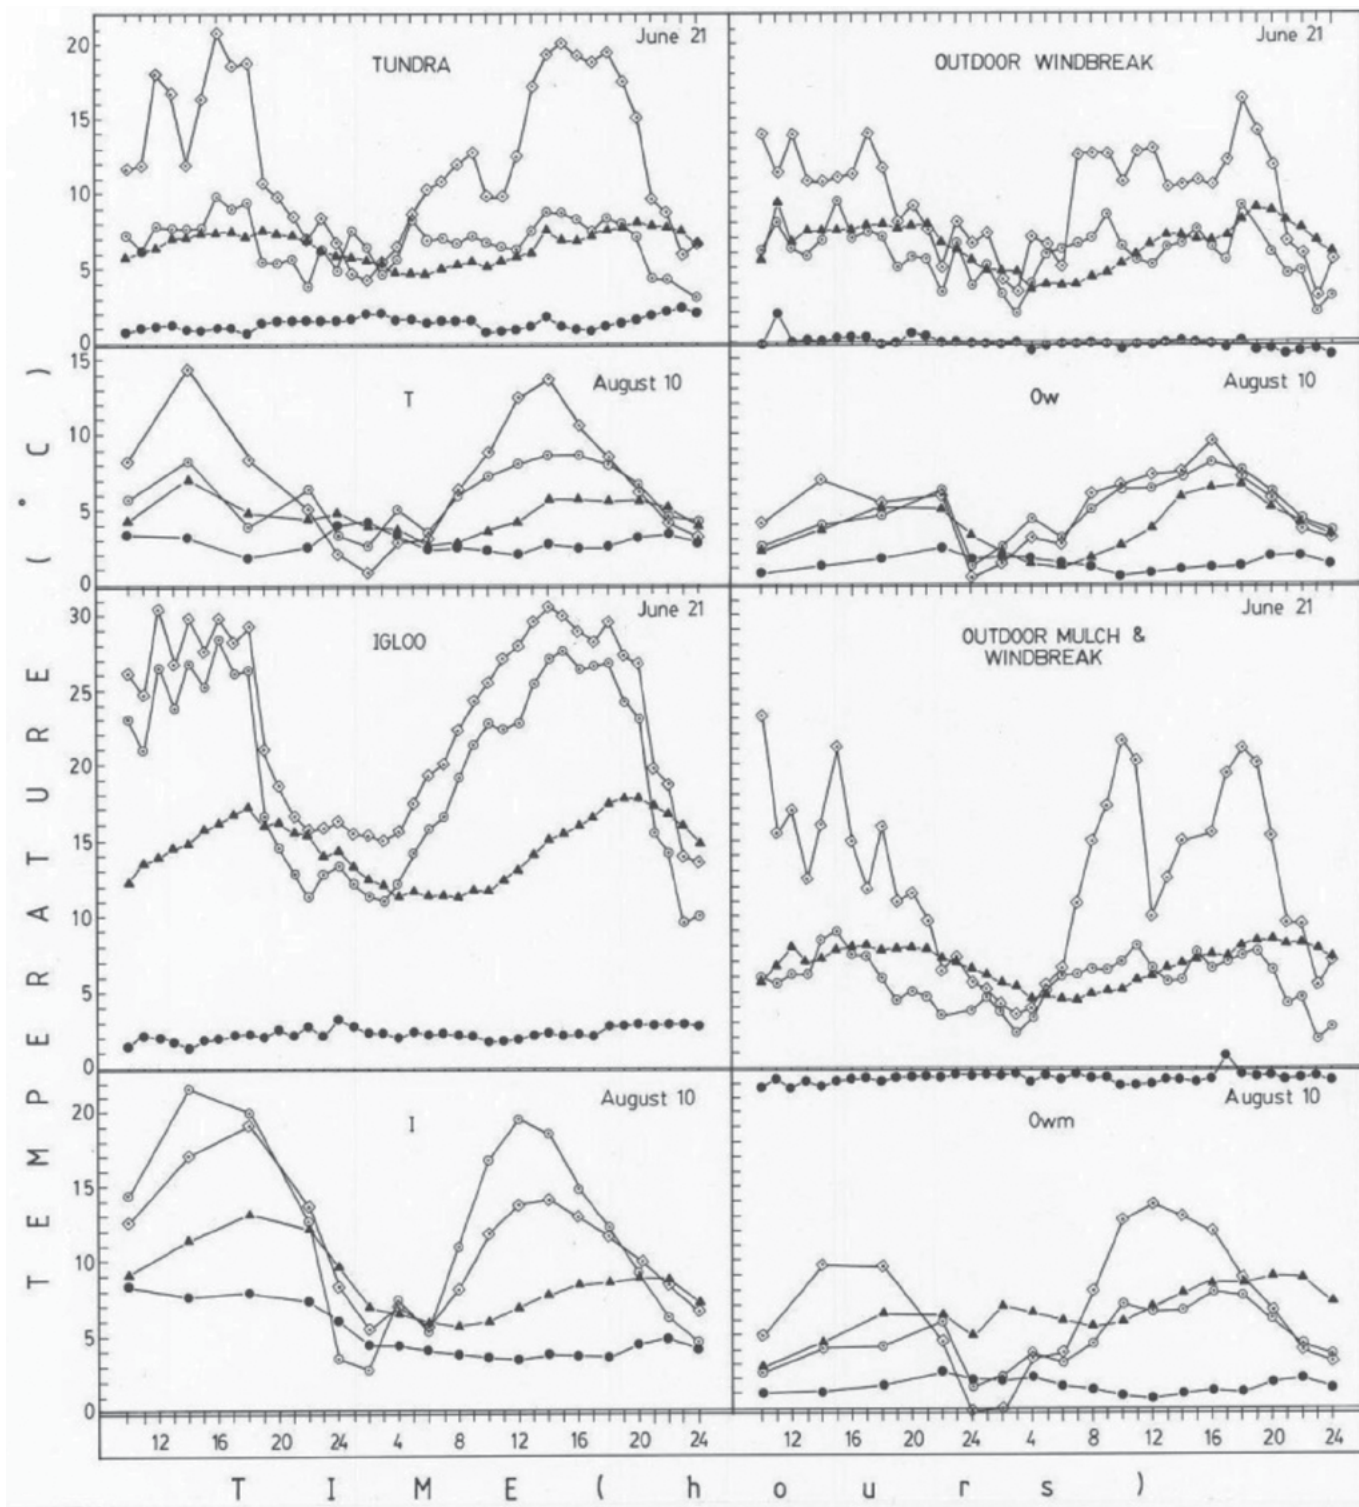 June 21
TUNDRA
20
15
10
5
0
June 21
OUTDOOR WINDBREAK
August 10
T
15
10
5
0
August 10
Ow
June 21
IGLOO
30
25
20
15
10
5
0
June 21
OUTDOOR MULCH &
WINDBREAK
August 10
I
20
15
10
5
0
August 10
Owm
12 16 20 24 4 8 12 16 20 24
12 16 20 24 4 8 12 16 20 24
TEMPERATURE (°C)
TIME (hours)